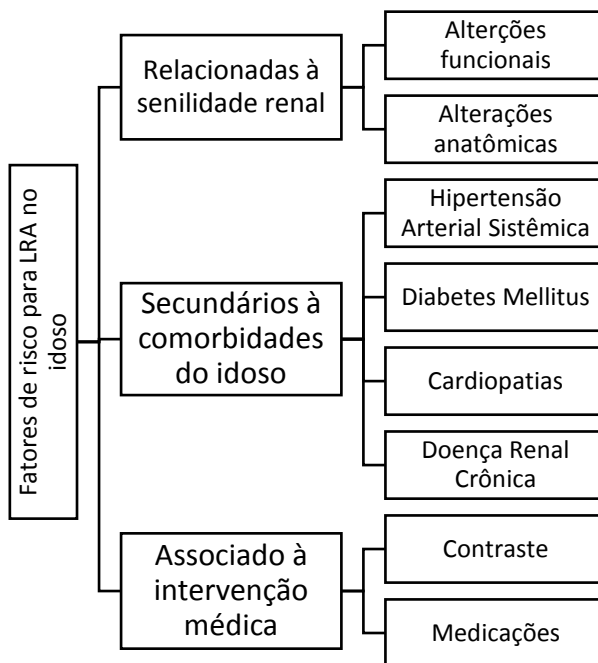 Fatores de risco para LRA no
idoso
Relacionadas à
senilidade renal
Alterções
funcionais
Alterações
anatômicas
Secundários à
comorbidades
do idoso
Hipertensão
Arterial Sistêmica
Diabetes Mellitus
Cardiopatias
Doença Renal
Crônica
Associado à
intervenção
médica
Contraste
Medicações